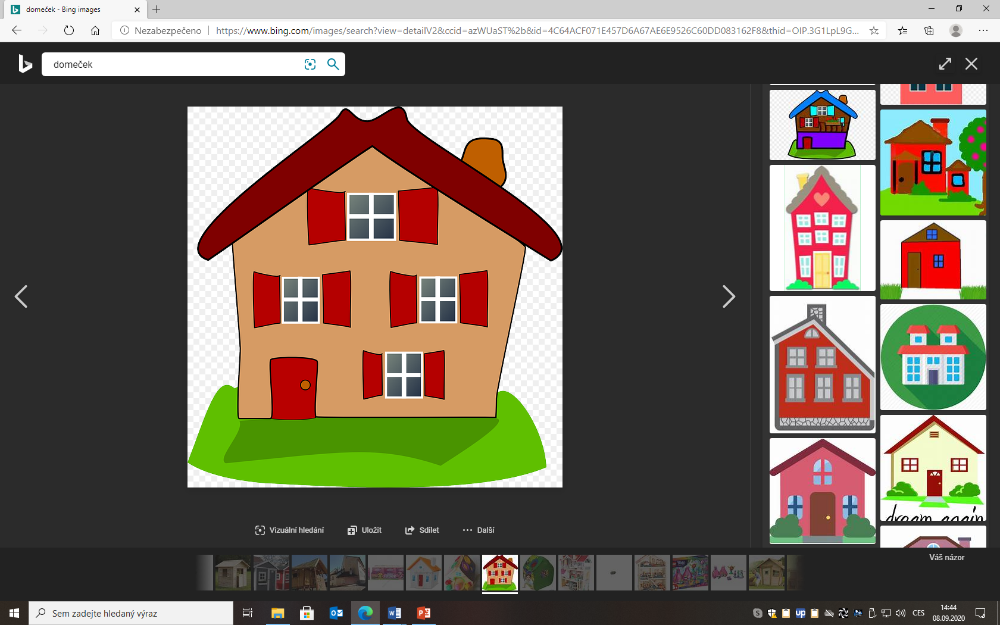 domeček - Bing images
Nezabezpečeno
https://www.bing.com/images/search?view=detailV2&ccid=azWUaST%2b&id=4C64ACF071E457D6A67AE6E9526C60DD083162F8&thid=OIP.3G1LpL9G...
domeček
dream again
Vizuální hledání
Uložit
Sdílet
Další
Váš názor
Sem zadejte hledaný výraz
up
CES
14:44
08.09.2020